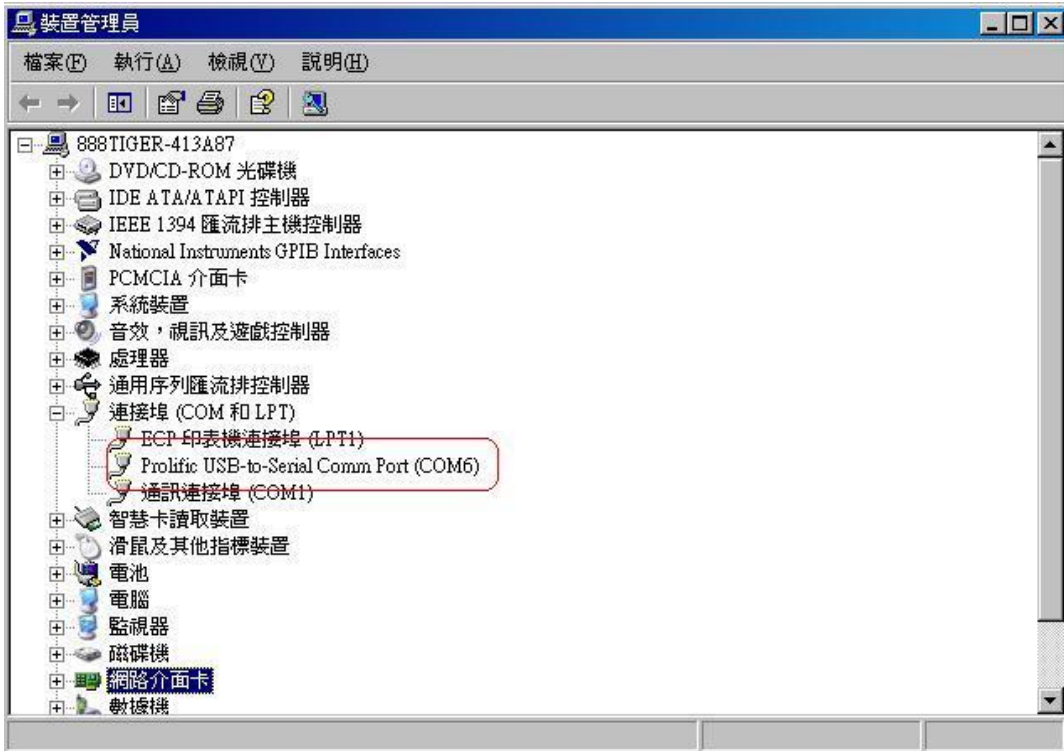 裝置管理員
檔案(F) 執行(A) 檢視(V) 說明(H)
888TIGER-413A87
DVD/CD-ROM 光碟機
IDE ATA/ATAPI 控制器
IEEE 1394 匯流排主機控制器
National Instruments GPIB Interfaces
PCMCIA 介面卡
系統裝置
音效，視訊及遊戲控制器
處理器
通用序列匯流排控制器
連接埠 (COM 和 LPT)
ECP 印表機連接埠 (LPT1)
Prolific USB-to-Serial Comm Port (COM6)
通訊連接埠 (COM1)
智慧卡讀取裝置
滑鼠及其他指標裝置
電池
電腦
監視器
磁碟機
網路介面卡
數據機